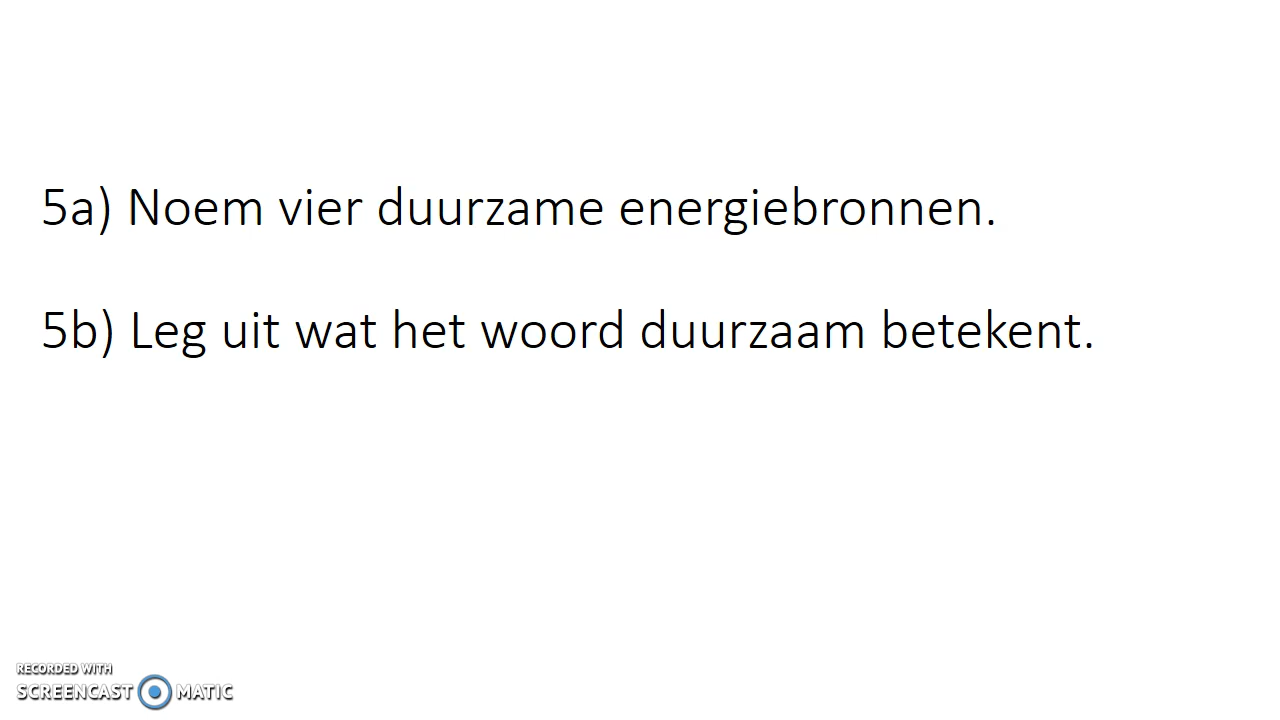 5a) Noem vier duurzame energiebronnen.
5b) Leg uit wat het woord duurzaam betekent.
RECORDED WITH
SCREENCAST MATIC